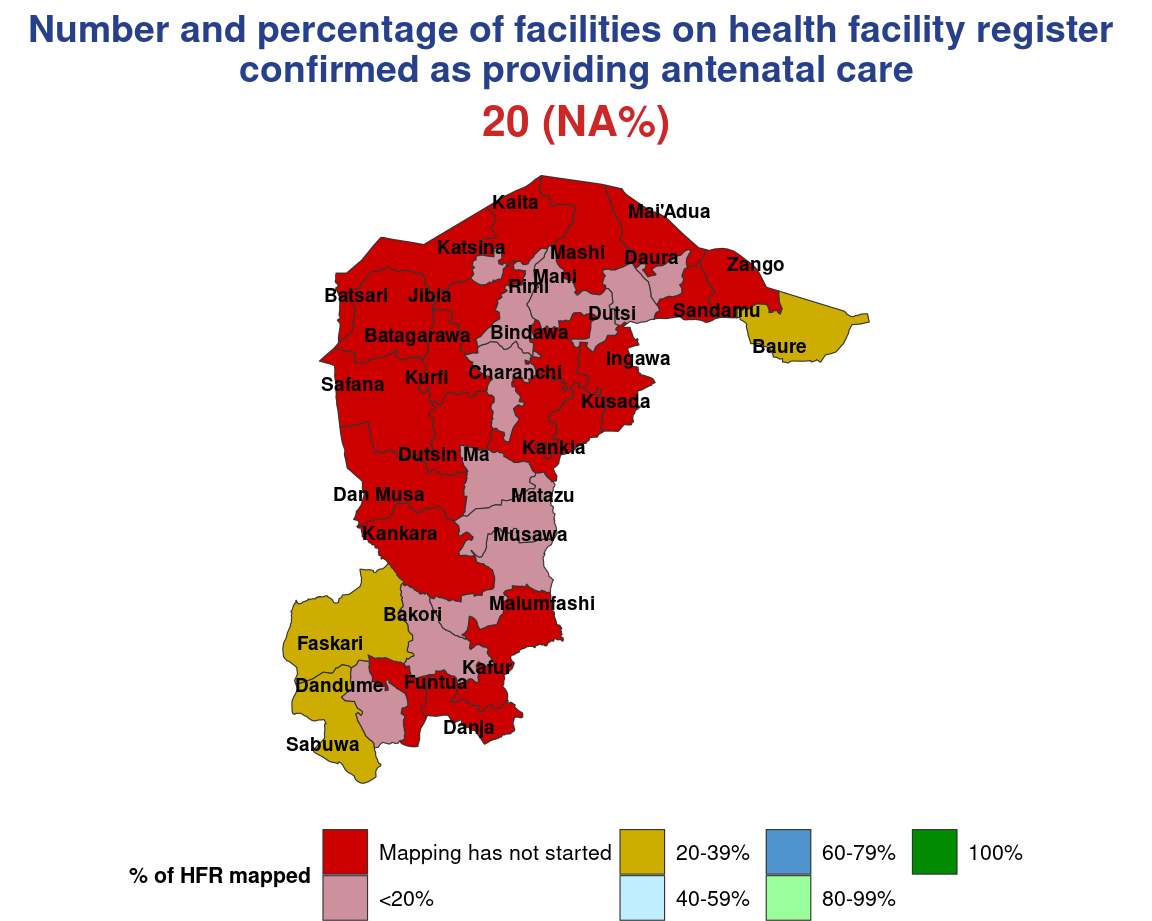 Number and percentage of facilities on health facility register
confirmed as providing antenatal care
20 (NA%)
Kaita
Mai'Adua
Katsina
Mashi
Daura
Zango
Mani
Rimi
Batsari
Jibia
Dutsi
Sandamu
Batagarawa
Bindawa
Baure
Ingawa
Charanchi
Kurfi
Safana
Kusada
Kankia
Dutsin Ma
Dan Musa
Matazu
Kankara
Musawa
Malumfashi
Bakori
Faskari
Kafur
Dandume
Funtua
Danja
Sabuwa
% of HFR mapped
Mapping has not started
<20%
20-39%
40-59%
60-79%
80-99%
100%